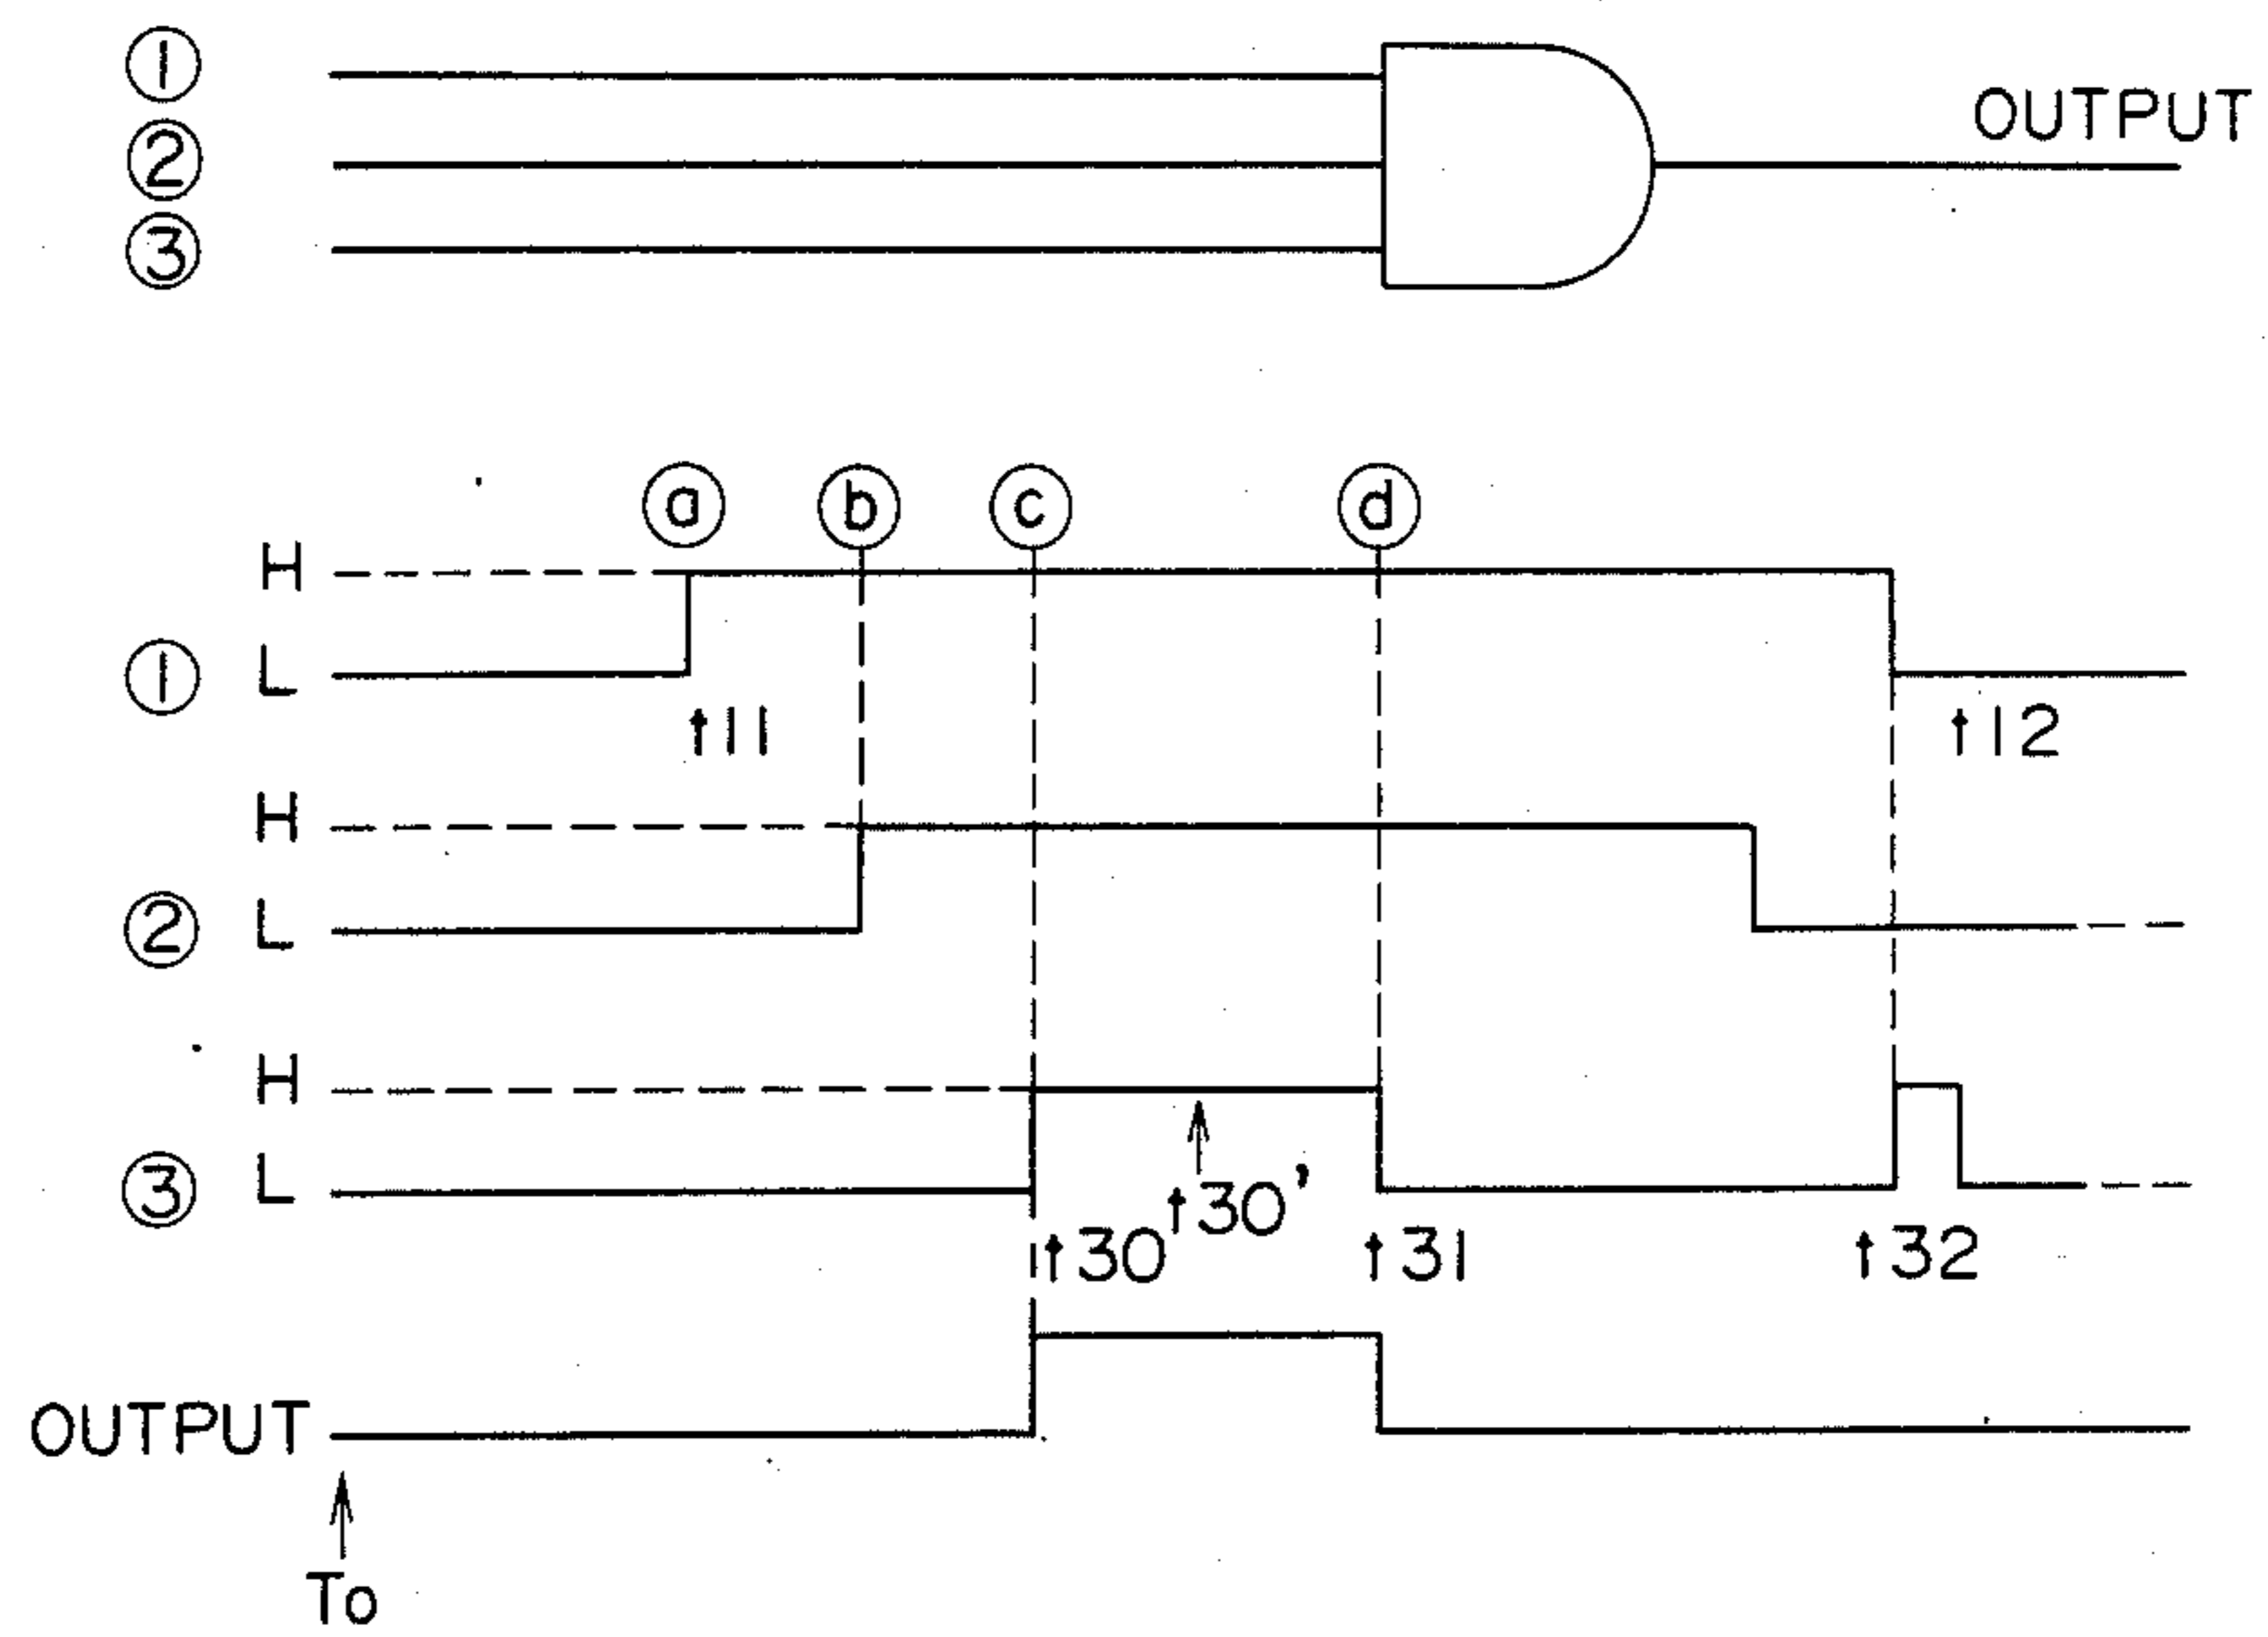 ①
OUTPUT
②
③
ⓐ ⓑ ⓒ ⓓ
H
① L
t11 t12
H
② L
H
③ L
t30 t30' t31 t32
OUTPUT
To